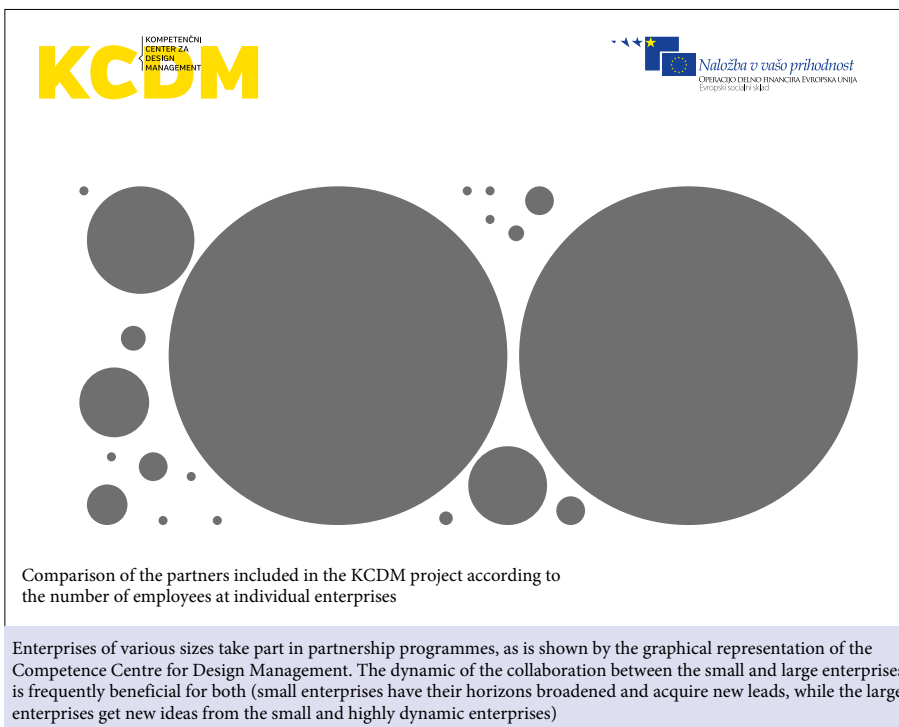 KCDM
KOMPETENČNI
CENTER ZA
DESIGN
MANAGEMENT
Naložba v vašo prihodnost
OPERACIJO DELNO FINANCIRA EVROPSKA UNIJA
Evropski socialni sklad
Comparison of the partners included in the KCDM project according to
the number of employees at individual enterprises
Enterprises of various sizes take part in partnership programmes, as is shown by the graphical representation of the
Competence Centre for Design Management. The dynamic of the collaboration between the small and large enterprises
is frequently beneficial for both (small enterprises have their horizons broadened and acquire new leads, while the large
enterprises get new ideas from the small and highly dynamic enterprises)